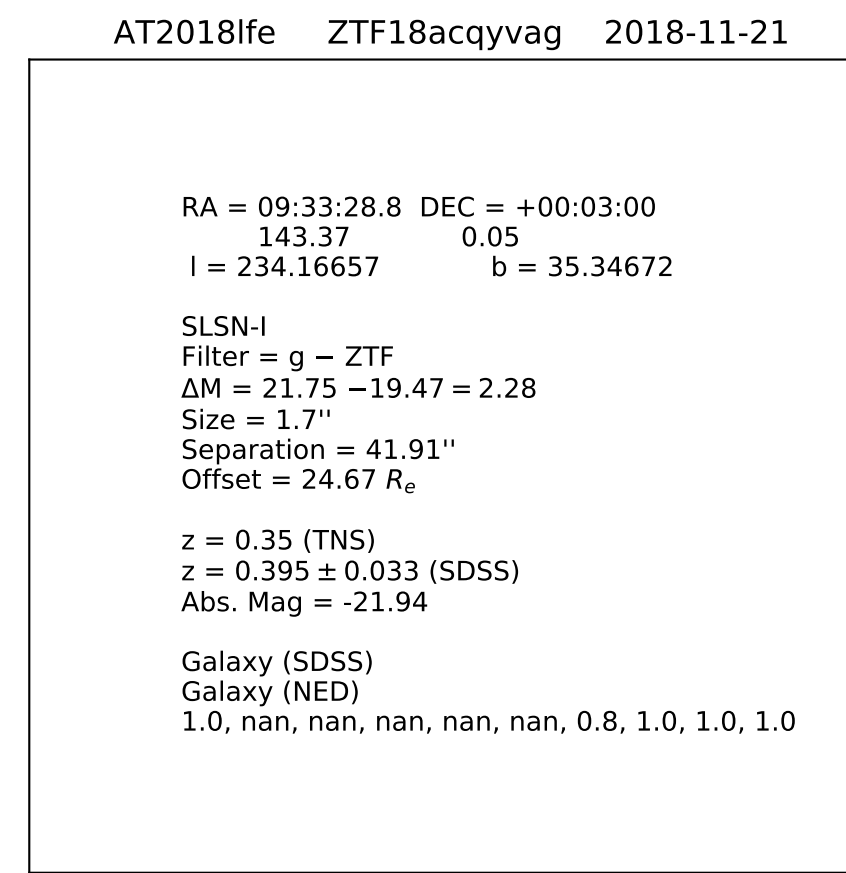 AT2018lfe ZTF18acqyvag 2018-11-21
RA = 09:33:28.8 DEC = +00:03:00
143.37 0.05
l = 234.16657 b = 35.34672
SLSN-I
Filter = g − ZTF
ΔM = 21.75 −19.47 = 2.28
Size = 1.7''
Separation = 41.91''
Offset = 24.67 Rₑ
z = 0.35 (TNS)
z = 0.395 ± 0.033 (SDSS)
Abs. Mag = -21.94
Galaxy (SDSS)
Galaxy (NED)
1.0, nan, nan, nan, nan, nan, 0.8, 1.0, 1.0, 1.0